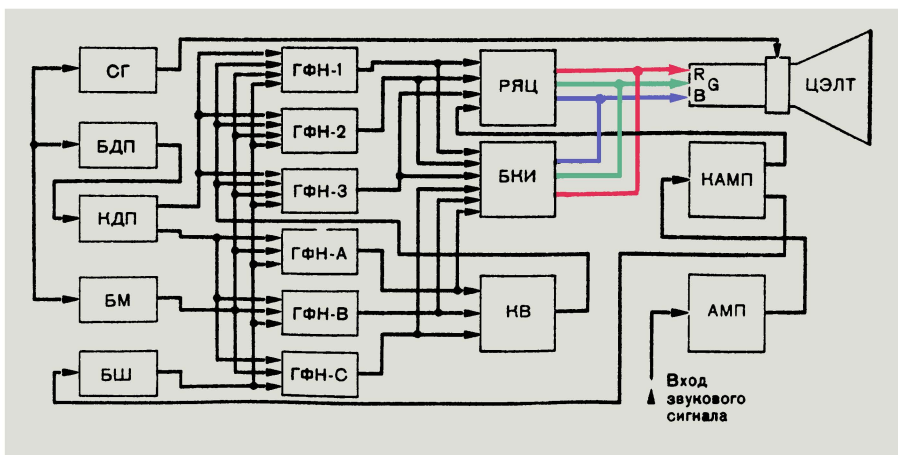 СГ
БДП
КДП
БМ
БШ
ГФН-1
ГФН-2
ГФН-3
ГФН-А
ГФН-В
ГФН-С
РЯЦ
БКИ
КВ
R
G
B
ЦЭЛТ
КАМП
АМП
Вход
звукового
сигнала